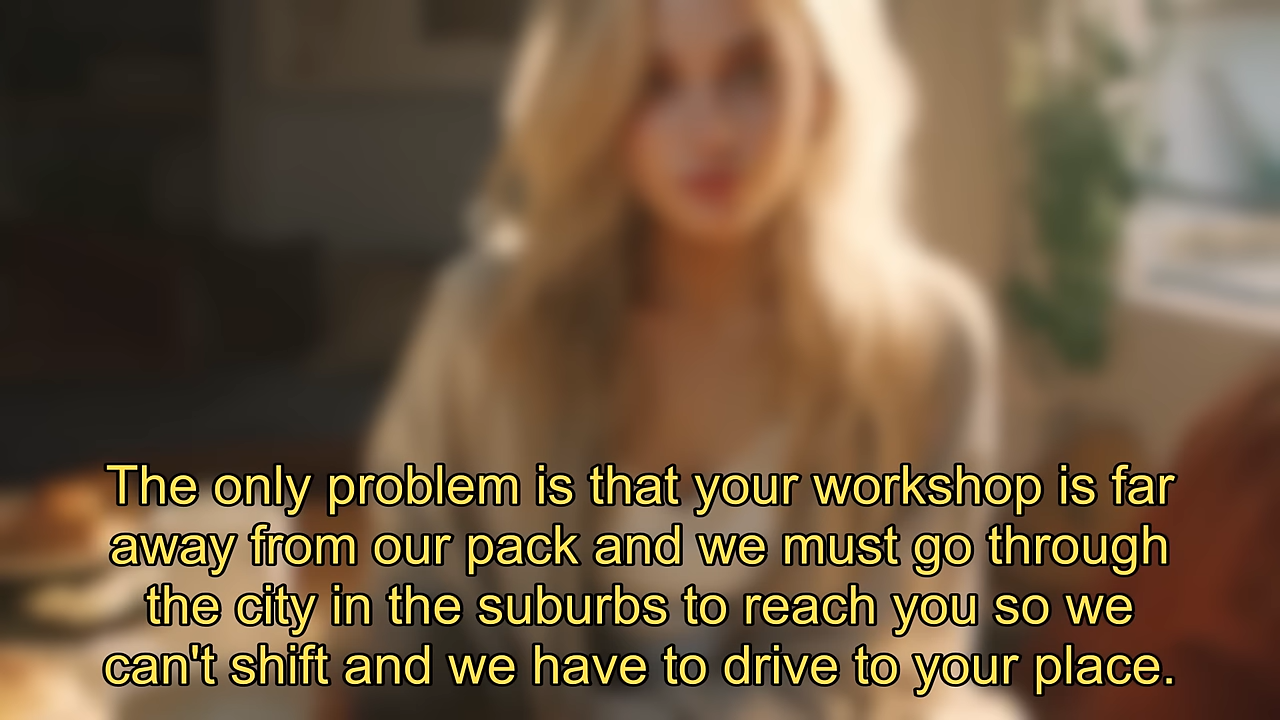 The only problem is that your workshop is far
away from our pack and we must go through
the city in the suburbs to reach you so we
can't shift and we have to drive to your place.